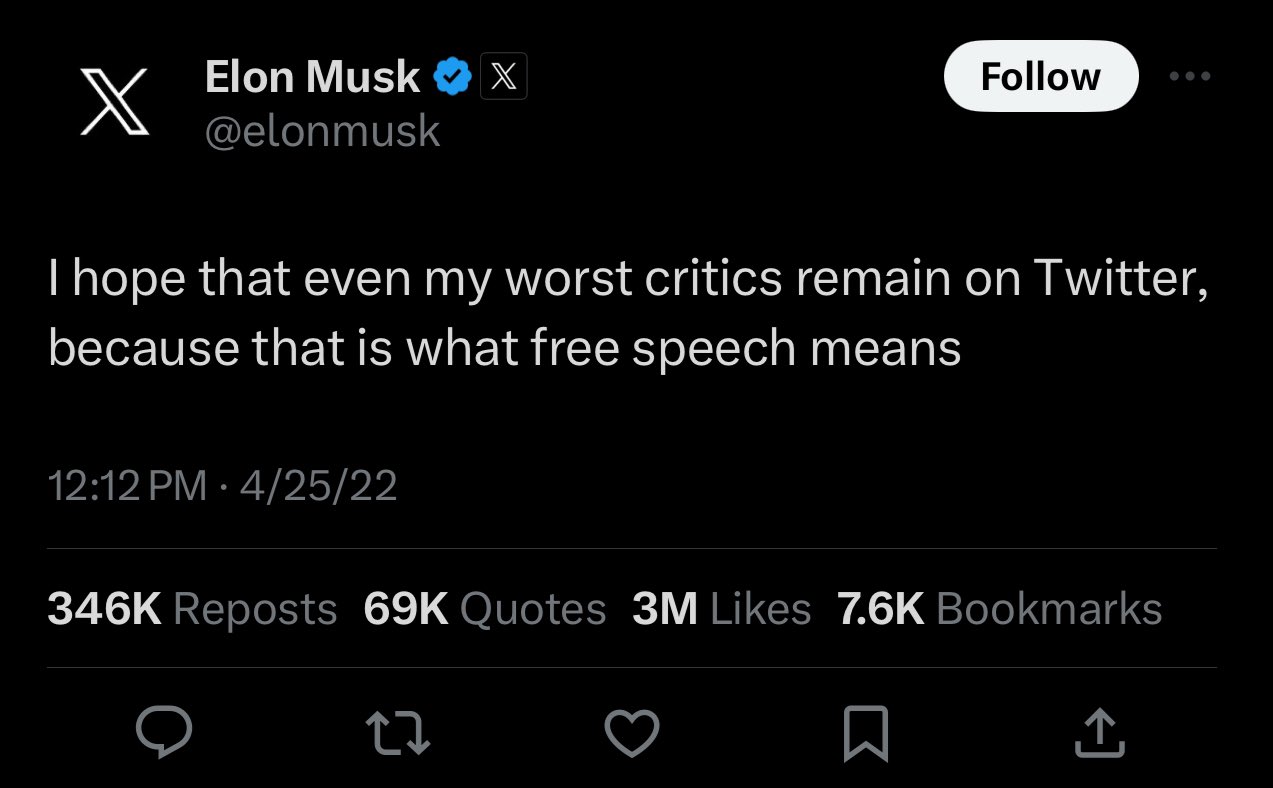 Elon Musk
@elonmusk
Follow
I hope that even my worst critics remain on Twitter,
because that is what free speech means
12:12 PM · 4/25/22
346K Reposts 69K Quotes 3M Likes 7.6K Bookmarks